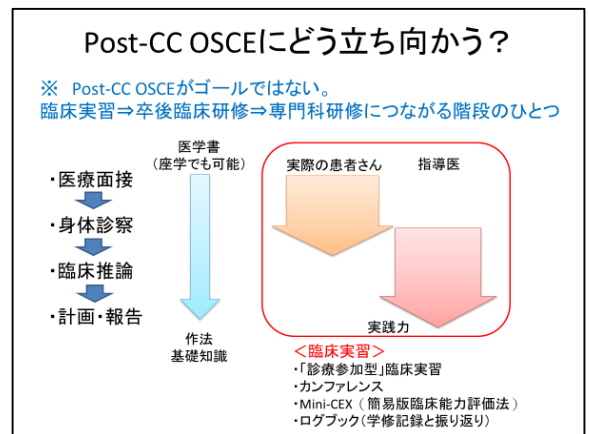 Post-CC OSCEにどう立ち向かう？
※ Post-CC OSCEがゴールではない。
臨床実習⇒卒後臨床研修⇒専門科研修につながる階段のひとつ
医学書
（座学でも可能）
実際の患者さん
指導医
・医療面接
・身体診察
・臨床推論
・計画・報告
作法
基礎知識
実践力
＜臨床実習＞
・「診療参加型」臨床実習
・カンファレンス
・Mini-CEX（簡易版臨床能力評価法）
・ログブック（学修記録と振り返り）